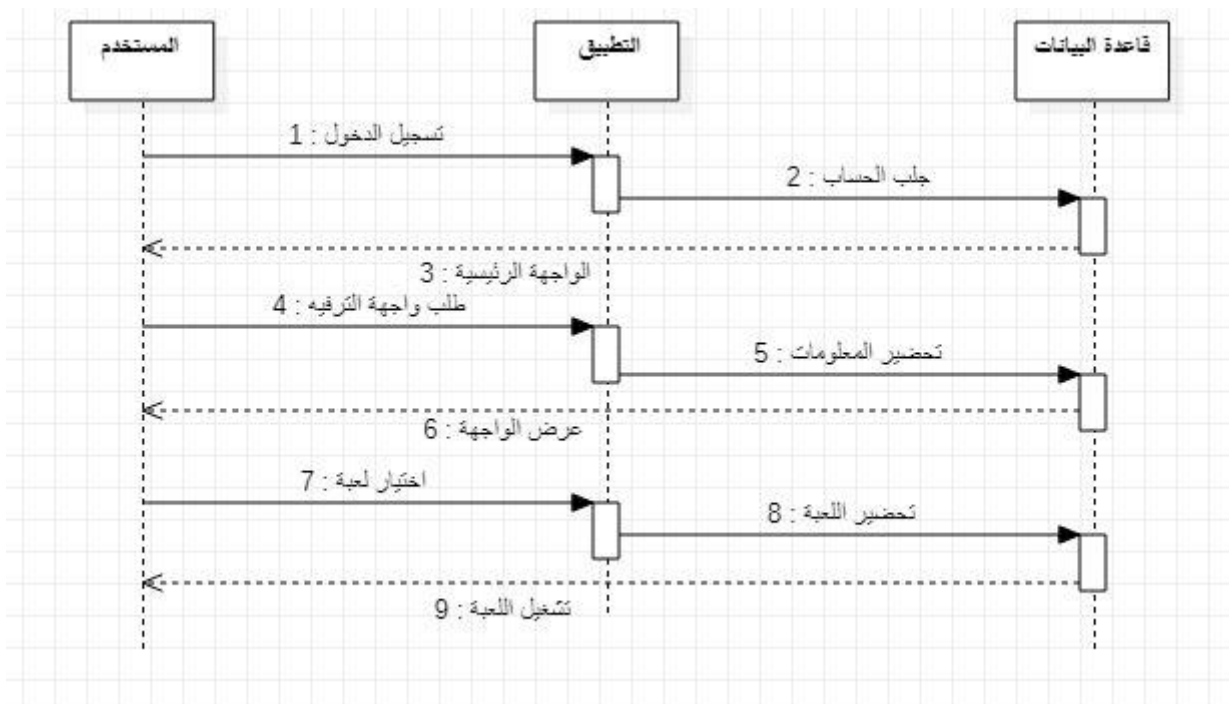 المستخدم
التطبيق
قاعدة البيانات
1 : تسجيل الدخول
2 : جلب الحساب
3 : الواجهة الرئيسية
4 : طلب واجهة الترفيه
5 : تحضير المعلومات
6 : عرض الواجهة
7 : اختيار لعبة
8 : تحضير اللعبة
9 : تشغيل اللعبة